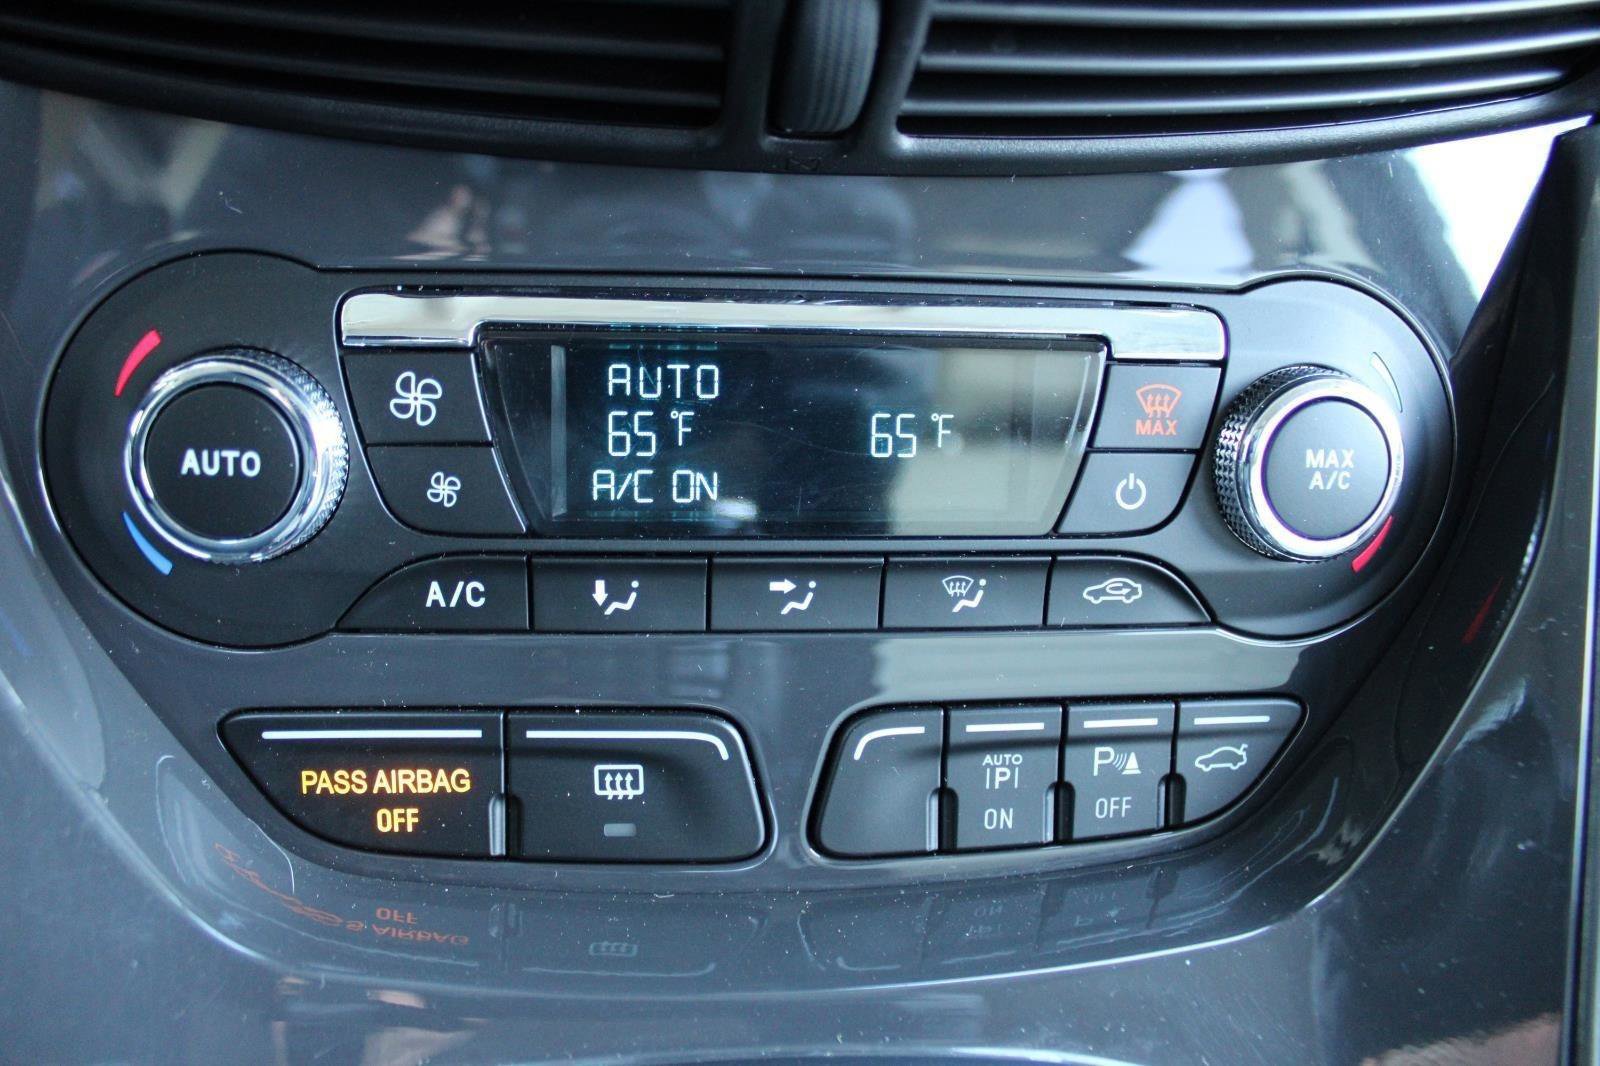 AUTO
65°F 65°F
A/C ON
AUTO
MAX
MAX
A/C
A/C
PASS AIRBAG
OFF
AUTO
P
ON
P
OFF